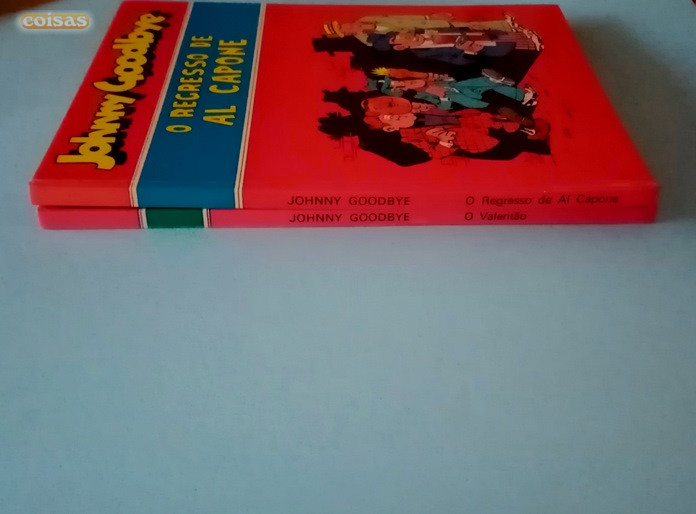 coisas
Johnny Goodbye
O REGRESSO DE
AL CAPONE
JOHNNY GOODBYE O Regresso de Al Capone
JOHNNY GOODBYE O Valentão